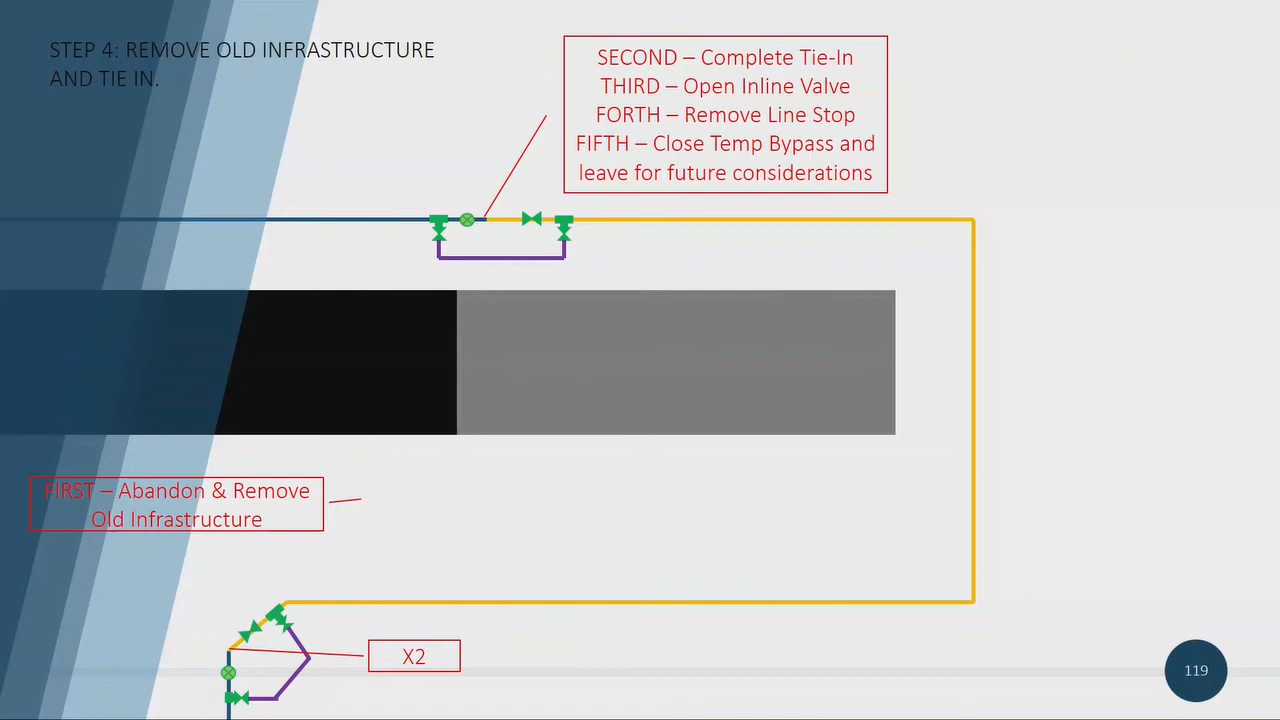 STEP 4: REMOVE OLD INFRASTRUCTURE
AND TIE IN.
SECOND – Complete Tie-In
THIRD – Open Inline Valve
FORTH – Remove Line Stop
FIFTH – Close Temp Bypass and
leave for future considerations
FIRST – Abandon & Remove
Old Infrastructure
X2
119